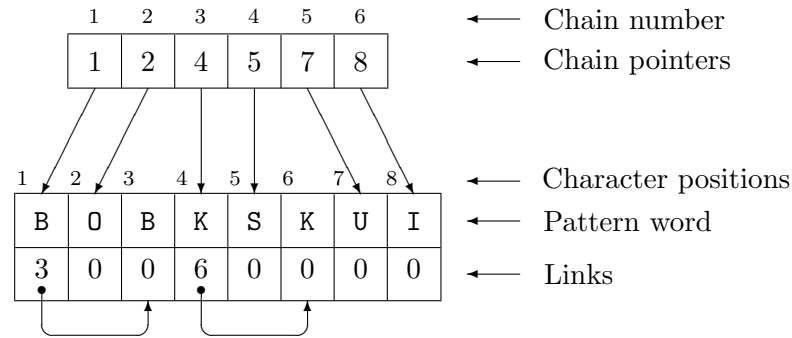 1 2 3 4 5 6 Chain number
1 2 4 5 7 8 Chain pointers
1 2 3 4 5 6 7 8 Character positions
B O B K S K U I Pattern word
3 0 0 6 0 0 0 0 Links